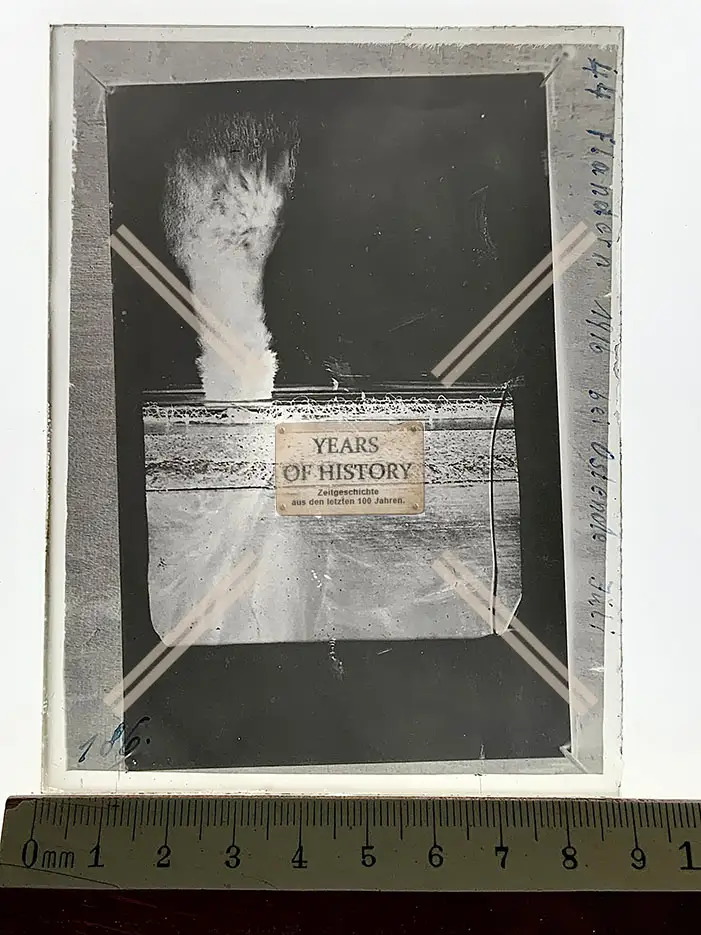 44 Flandern 1916 bei Ostende Juli
YEARS
OF HISTORY
Zeitgeschichte
aus den letzten 100 Jahren.
186.
0mm 1 2 3 4 5 6 7 8 9 1